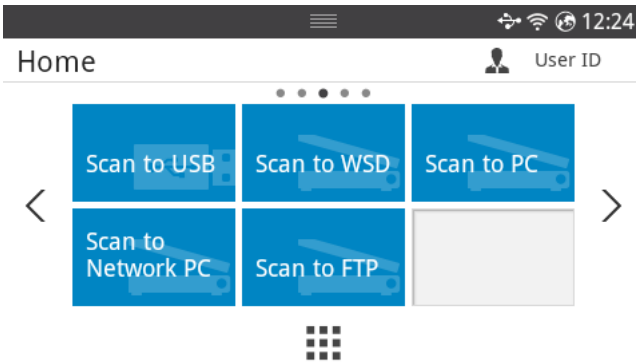 12:24
Home
User ID
Scan to USB
Scan to WSD
Scan to PC
Scan to
Network PC
Scan to FTP